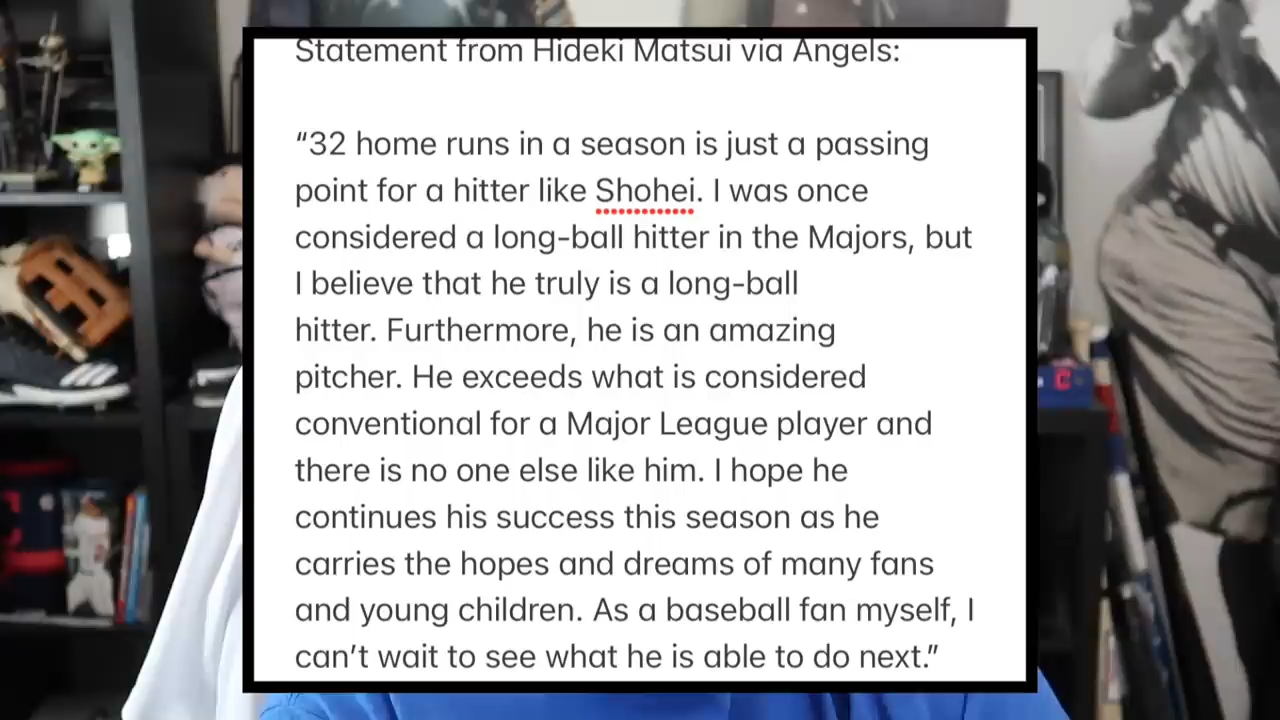 Statement from Hideki Matsui via Angels:
“32 home runs in a season is just a passing
point for a hitter like Shohei. I was once
considered a long-ball hitter in the Majors, but
I believe that he truly is a long-ball
hitter. Furthermore, he is an amazing
pitcher. He exceeds what is considered
conventional for a Major League player and
there is no one else like him. I hope he
continues his success this season as he
carries the hopes and dreams of many fans
and young children. As a baseball fan myself, I
can’t wait to see what he is able to do next.”